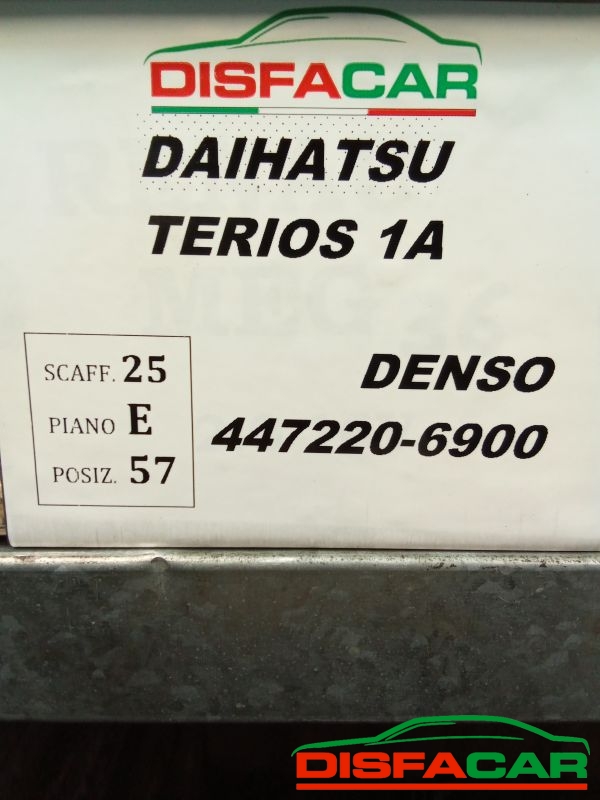 DISFACAR
DAIHATSU
TERIOS 1A
SCAFF. 25
PIANO E
POSIZ. 57
DENSO
447220-6900
DISFACAR